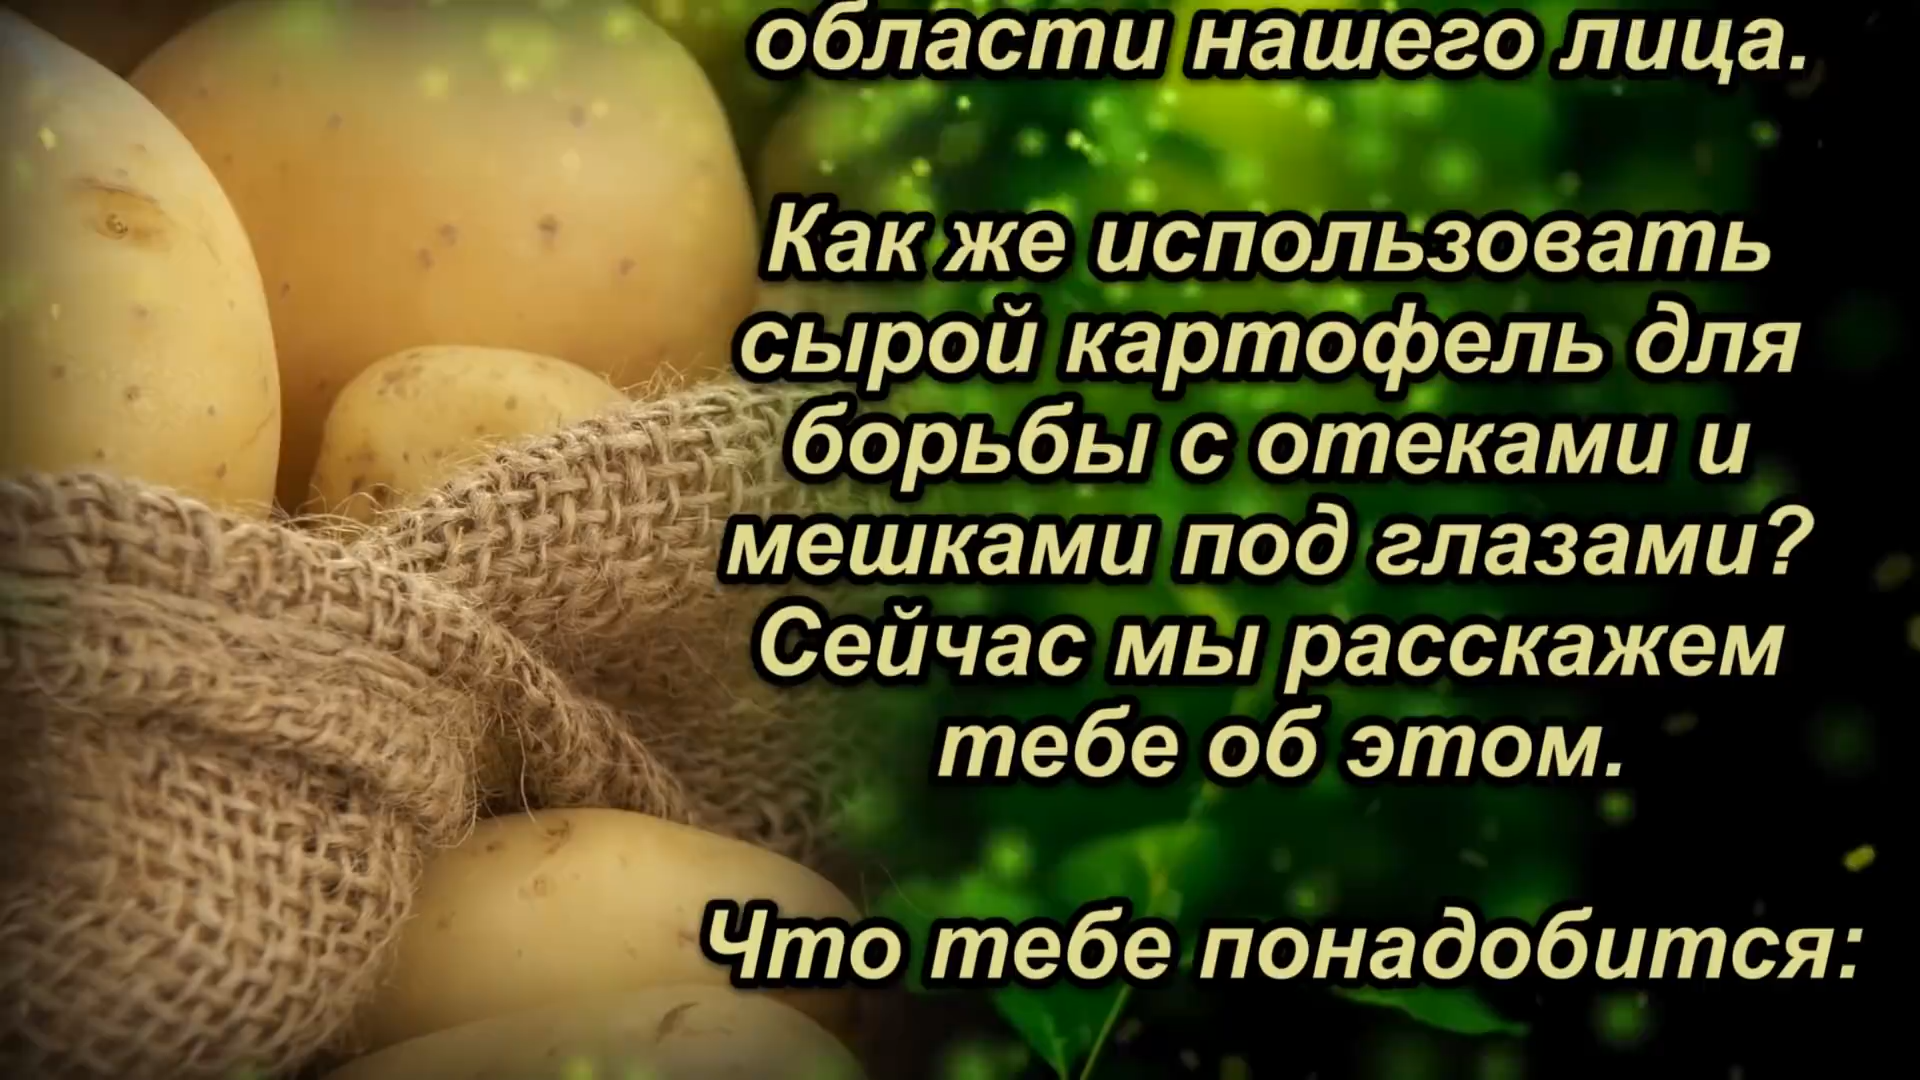 области нашего лица.
Как же использовать
сырой картофель для
борьбы с отеками и
мешками под глазами?
Сейчас мы расскажем
тебе об этом.
Что тебе понадобится: